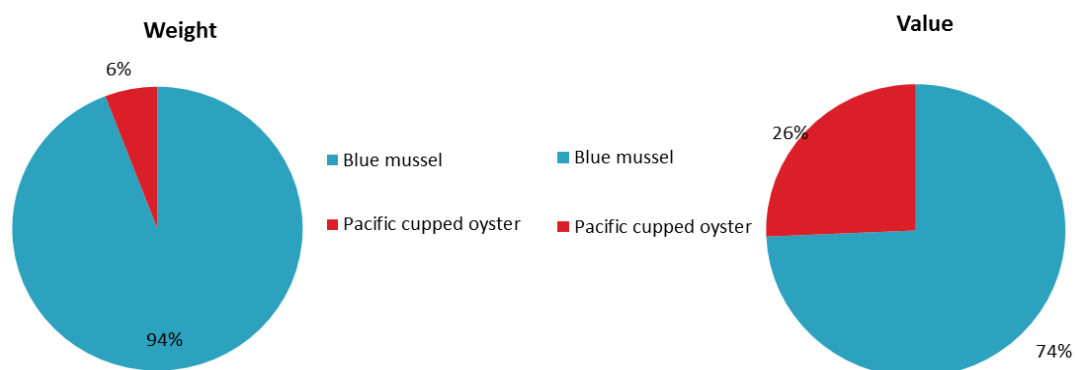 Weight
6%
94%
Blue mussel
Pacific cupped oyster
Value
Blue mussel
Pacific cupped oyster
26%
74%